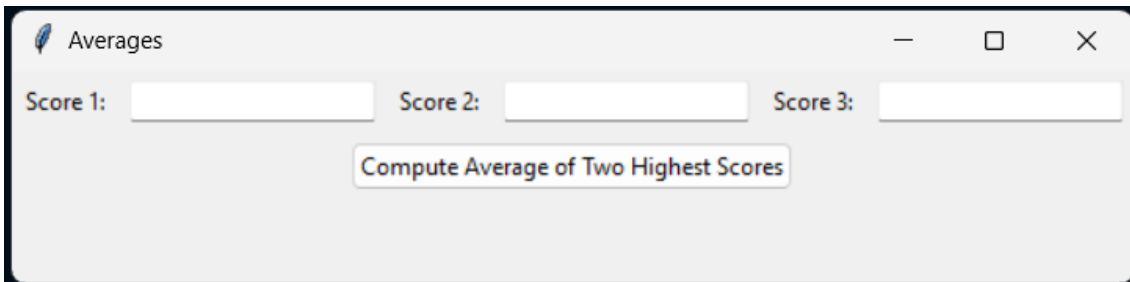 Averages
Score 1: Score 2: Score 3:
Compute Average of Two Highest Scores